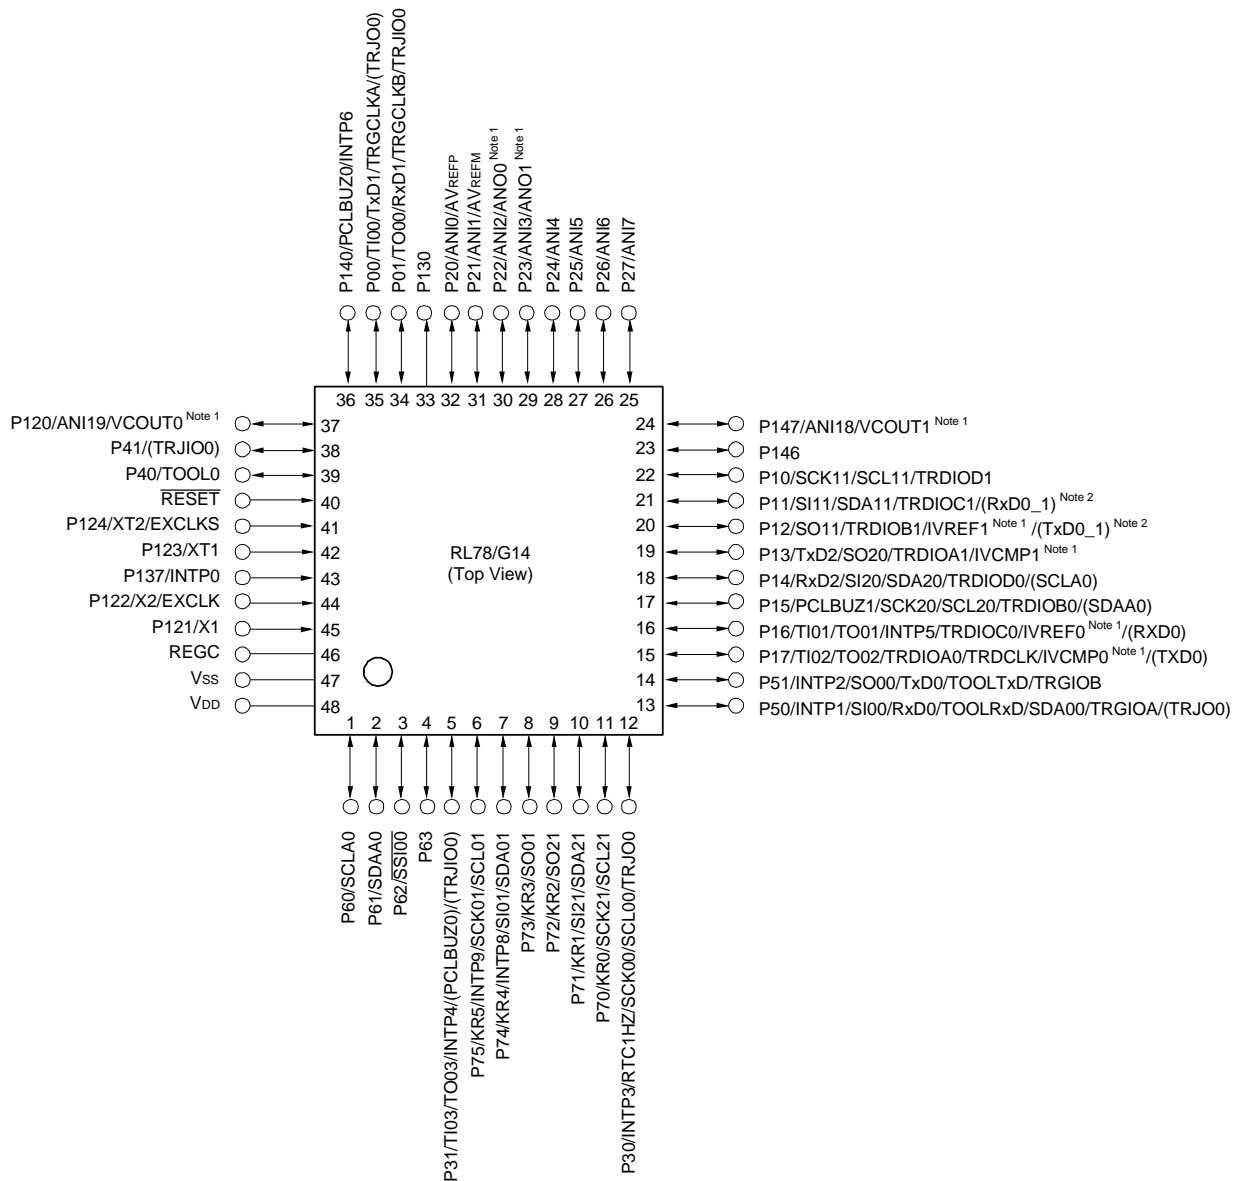 P140/PCLBUZ0/INTP6
P00/TI00/TxD1/TRGCLKA/(TRJO0)
P01/TO00/RxD1/TRGCLKB/TRJIO0
P130
P20/ANI0/AVREFP
P21/ANI1/AVREFM
P22/ANI2/ANO0 Note 1
P23/ANI3/ANO1 Note 1
P24/ANI4
P25/ANI5
P26/ANI6
P27/ANI7
36 35 34 33 32 31 30 29 28 27 26 25
P120/ANI19/VCOUT0 Note 1 37
P41/(TRJIO0) 38
P40/TOOL0 39
RESET 40
P124/XT2/EXCLKS 41
P123/XT1 42
P137/INTP0 43
P122/X2/EXCLK 44
P121/X1 45
REGC 46
Vss 47
VDD 48
RL78/G14
(Top View)
24 P147/ANI18/VCOUT1 Note 1
23 P146
22 P10/SCK11/SCL11/TRDIOD1
21 P11/SI11/SDA11/TRDIOC1/(RxD0_1) Note 2
20 P12/SO11/TRDIOB1/IVREF1 Note 1 /(TxD0_1) Note 2
19 P13/TxD2/SO20/TRDIOA1/IVCMP1 Note 1
18 P14/RxD2/SI20/SDA20/TRDIOD0/(SCLA0)
17 P15/PCLBUZ1/SCK20/SCL20/TRDIOB0/(SDAA0)
16 P16/TI01/TO01/INTP5/TRDIOC0/IVREF0 Note 1/(RXD0)
15 P17/TI02/TO02/TRDIOA0/TRDCLK/IVCMP0 Note 1/(TXD0)
14 P51/INTP2/SO00/TxD0/TOOLTxD/TRGIOB
13 P50/INTP1/SI00/RxD0/TOOLRxD/SDA00/TRGIOA/(TRJO0)
1 2 3 4 5 6 7 8 9 10 11 12
P60/SCLA0
P61/SDAA0
P62/SSI00
P63
P31/TI03/TO03/INTP4/(PCLBUZ0)/(TRJIO0)
P75/KR5/INTP9/SCK01/SCL01
P74/KR4/INTP8/SI01/SDA01
P73/KR3/SO01
P72/KR2/SO21
P71/KR1/SI21/SDA21
P70/KR0/SCK21/SCL21
P30/INTP3/RTC1HZ/SCK00/SCL00/TRJO0